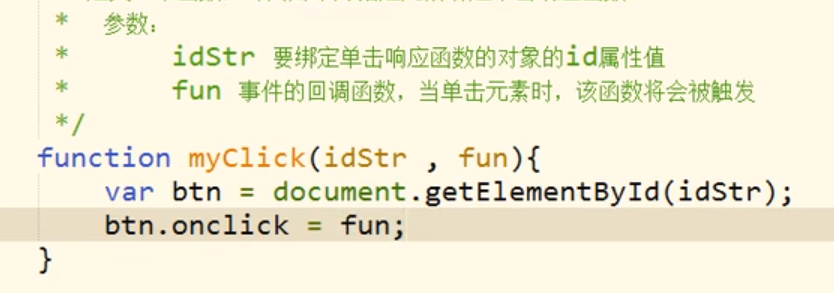 * 参数：
* idStr 要绑定单击响应函数的对象的id属性值
* fun 事件的回调函数，当单击元素时，该函数将会被触发
*/
function myClick(idStr , fun){
var btn = document.getElementById(idStr);
btn.onclick = fun;
}